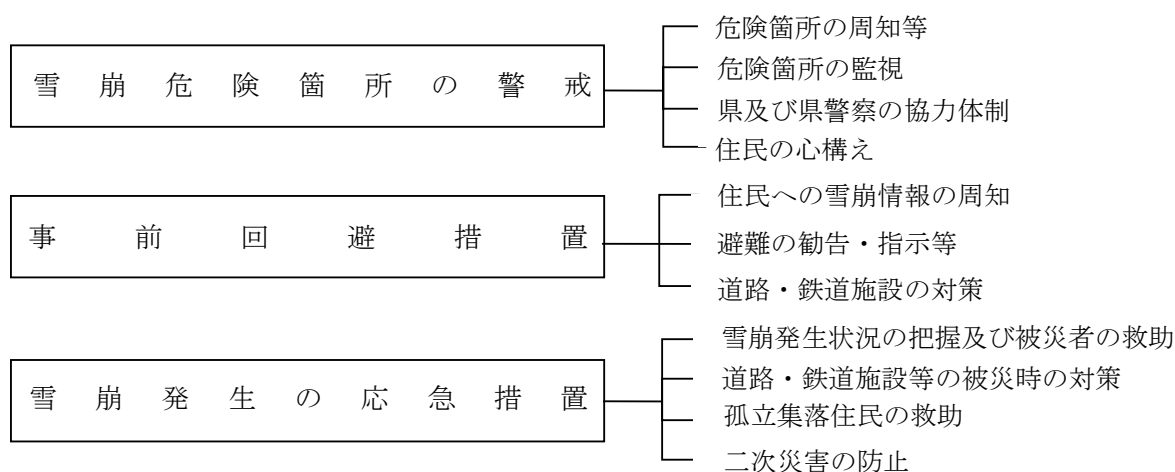 雪崩危険箇所の警戒
危険箇所の周知等
危険箇所の監視
県及び県警察の協力体制
住民の心構え
事前回避措置
住民への雪崩情報の周知
避難の勧告・指示等
道路・鉄道施設の対策
雪崩発生の応急措置
雪崩発生状況の把握及び被災者の救助
道路・鉄道施設等の被災時の対策
孤立集落住民の救助
二次災害の防止